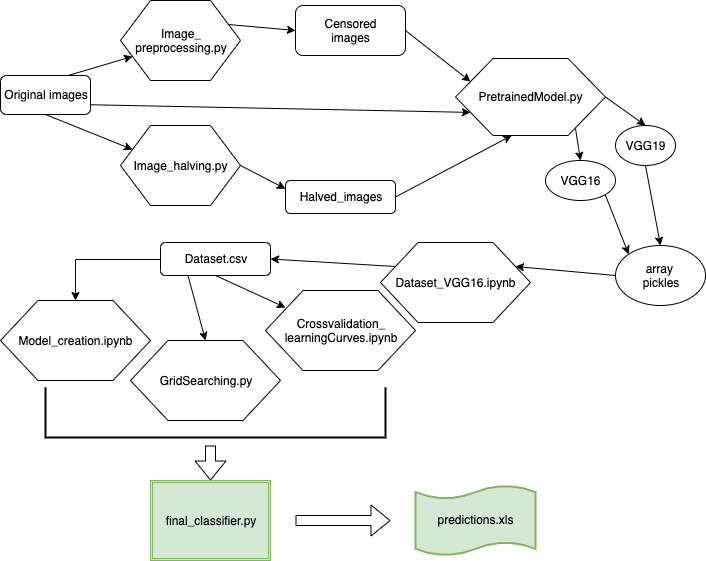 Image_
preprocessing.py
Censored
images
Original images
PretrainedModel.py
VGG19
Image_halving.py
VGG16
Halved_images
Dataset.csv
array
pickles
Dataset_VGG16.ipynb
Model_creation.ipynb
Crossvalidation_
learningCurves.ipynb
GridSearching.py
final_classifier.py
predictions.xls